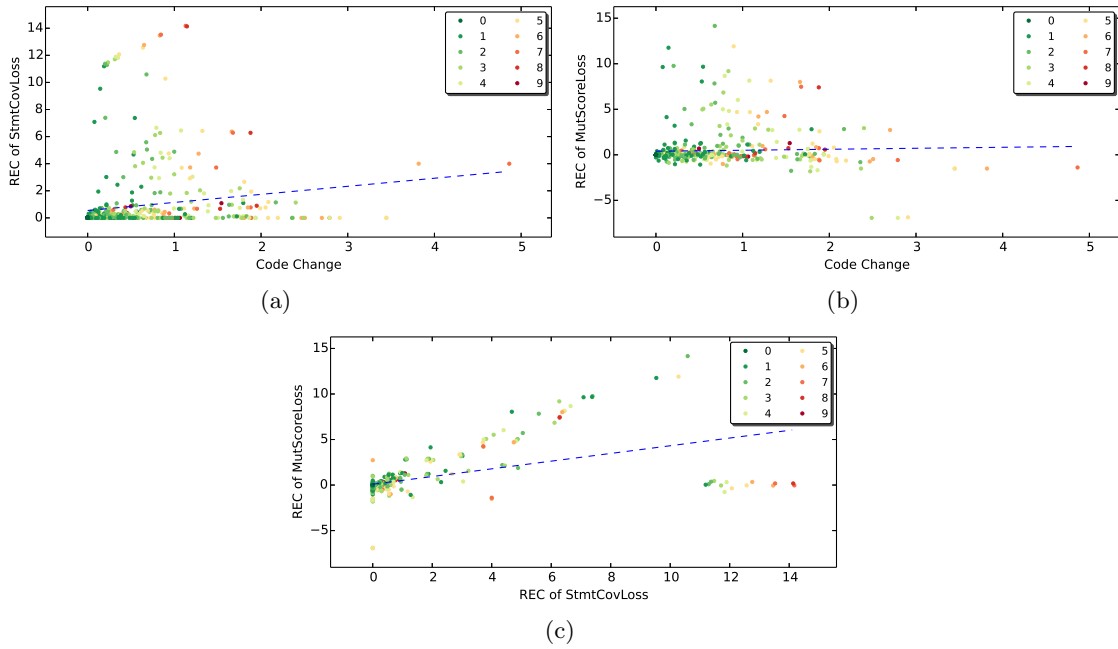 14
12
10
8
6
4
2
0
REC of StmtCovLoss
0 1 2 3 4 5
Code Change
0 5
1 6
2 7
3 8
4 9
(a)
15
10
5
0
−5
REC of MutScoreLoss
0 1 2 3 4 5
Code Change
0 5
1 6
2 7
3 8
4 9
(b)
15
10
5
0
−5
REC of MutScoreLoss
0 2 4 6 8 10 12 14
REC of StmtCovLoss
0 5
1 6
2 7
3 8
4 9
(c)